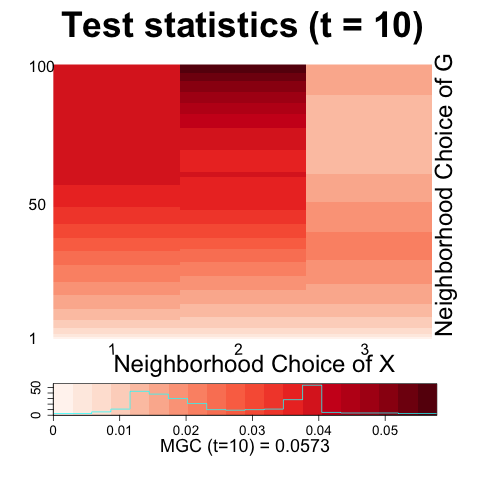 Test statistics (t = 10)
100
50
1
Neighborhood Choice of G
1 2 3
Neighborhood Choice of X
50
0
0 0.01 0.02 0.03 0.04 0.05
MGC (t=10) = 0.0573